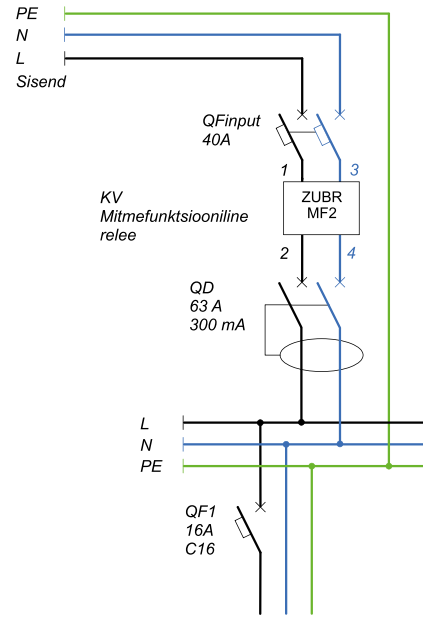 PE
N
L
Sisend
QFinput
40A
1
3
KV
Mitmefunktsiooniline
relee
ZUBR
MF2
2
4
QD
63 A
300 mA
L
N
PE
QF1
16A
C16